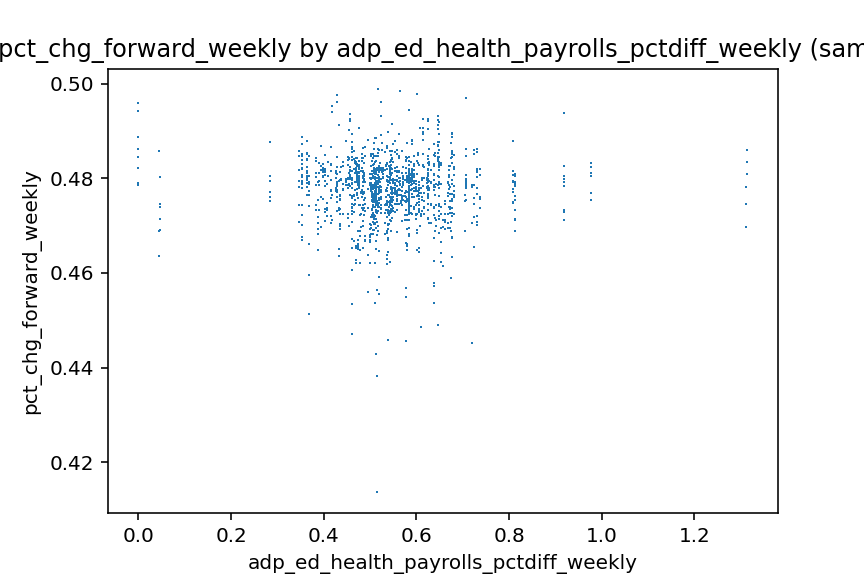 pct_chg_forward_weekly by adp_ed_health_payrolls_pctdiff_weekly (sam
0.50
0.48
0.46
0.44
0.42
pct_chg_forward_weekly
0.0 0.2 0.4 0.6 0.8 1.0 1.2
adp_ed_health_payrolls_pctdiff_weekly